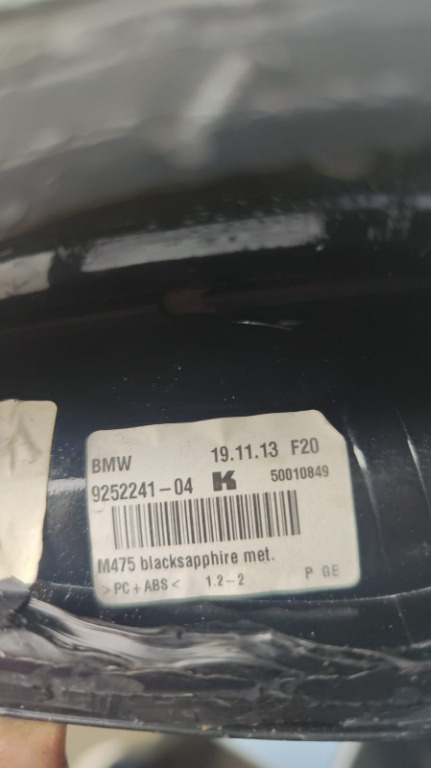 BMW 19.11.13 F20
9252241-04 K 50010849
M475 blacksapphire met.
>PC+ABS< 1.2-2 P GE